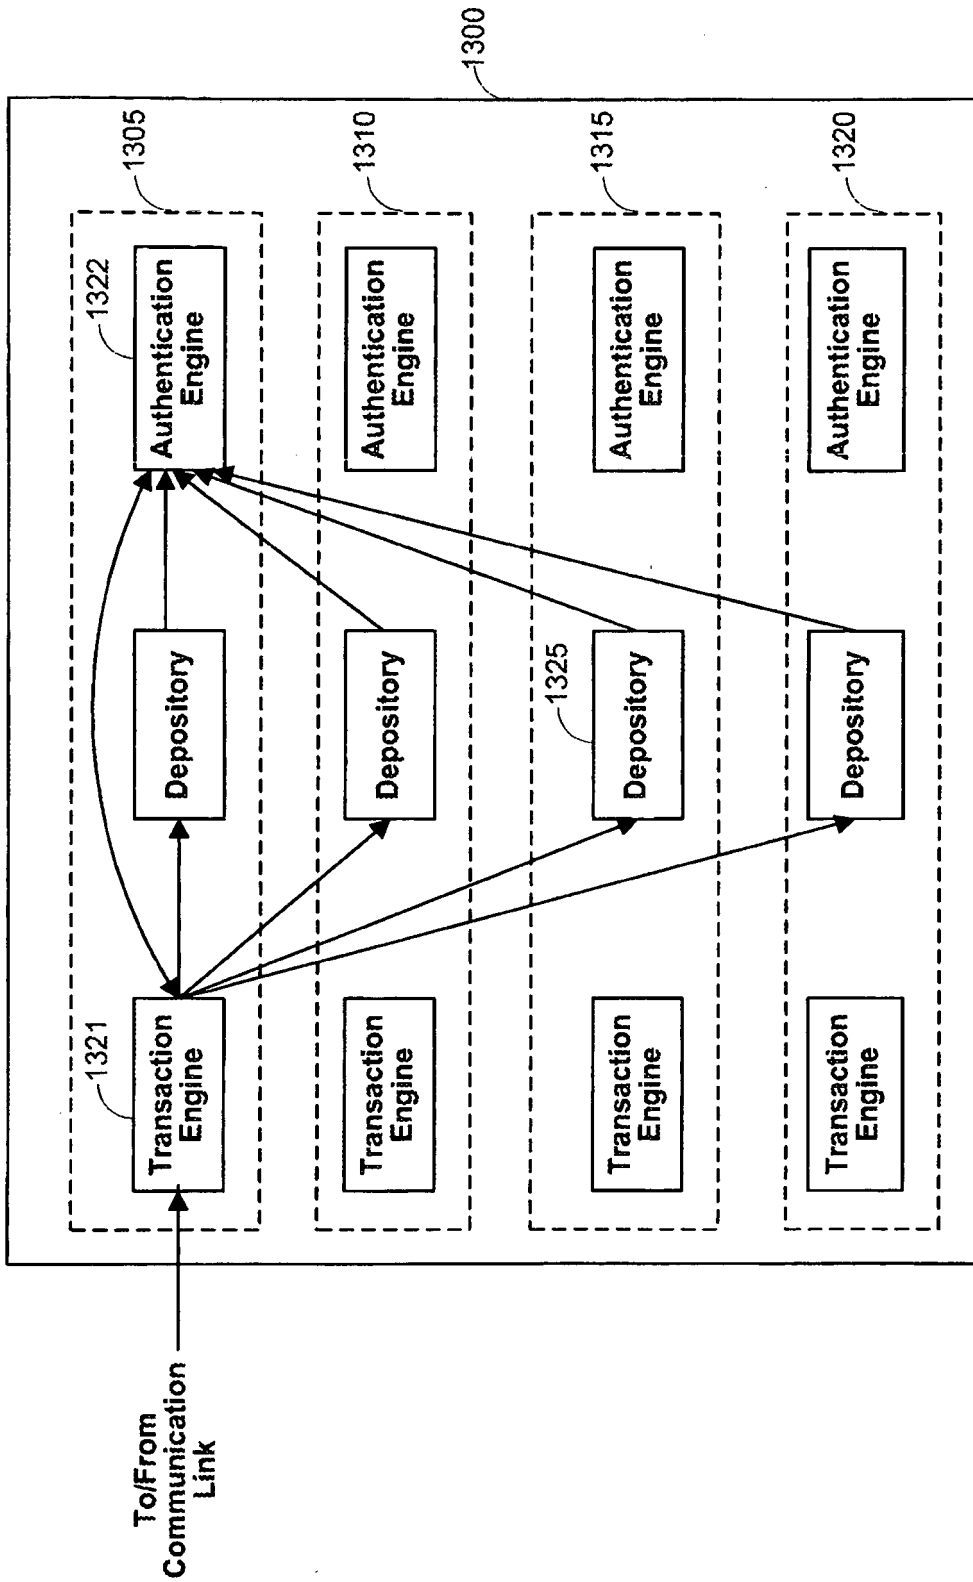 1300
1305
1322
Authentication
Engine
Depository
1321
Transaction
Engine
To/From
Communication
Link
1310
Authentication
Engine
Depository
Transaction
Engine
1315
Authentication
Engine
1325
Depository
Transaction
Engine
1320
Authentication
Engine
Depository
Transaction
Engine